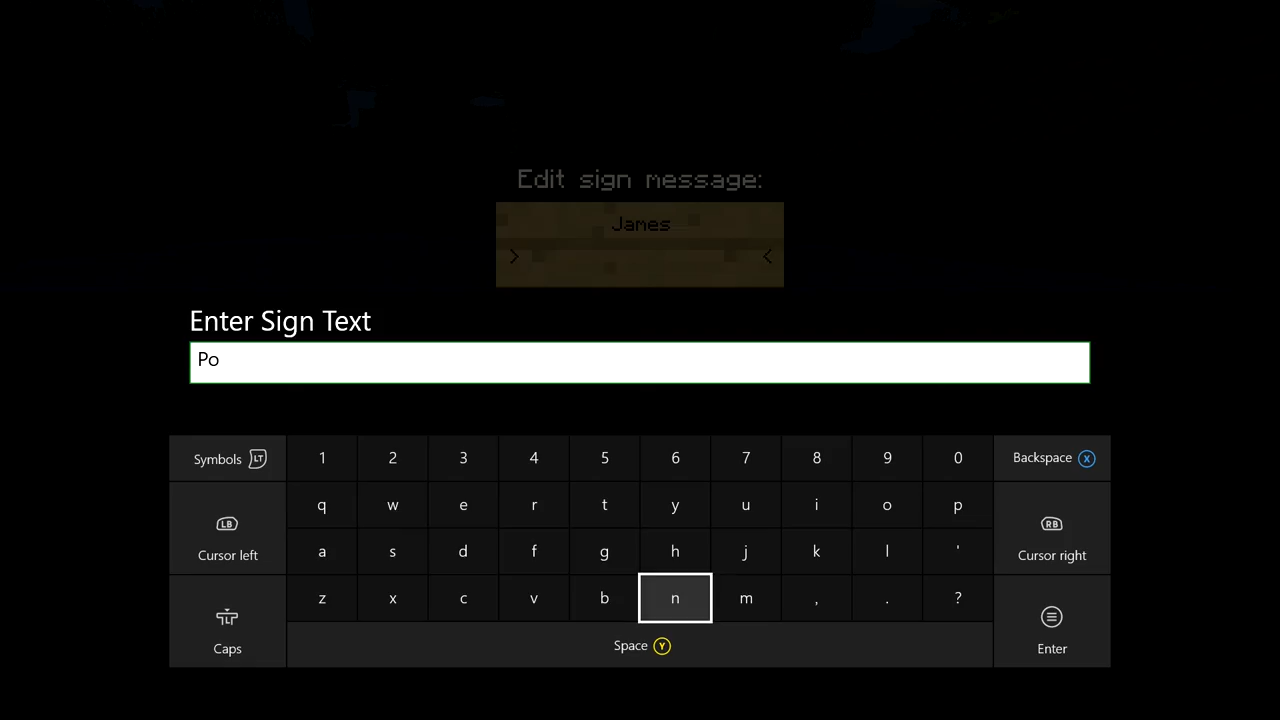 Edit sign message:
James
> <
Enter Sign Text
Po
Symbols LT 1 2 3 4 5 6 7 8 9 0 Backspace X
q w e r t y u i o p
LB Cursor left a s d f g h j k l ' RB Cursor right
z x c v b n m , . ?
LT Caps Space Y Enter